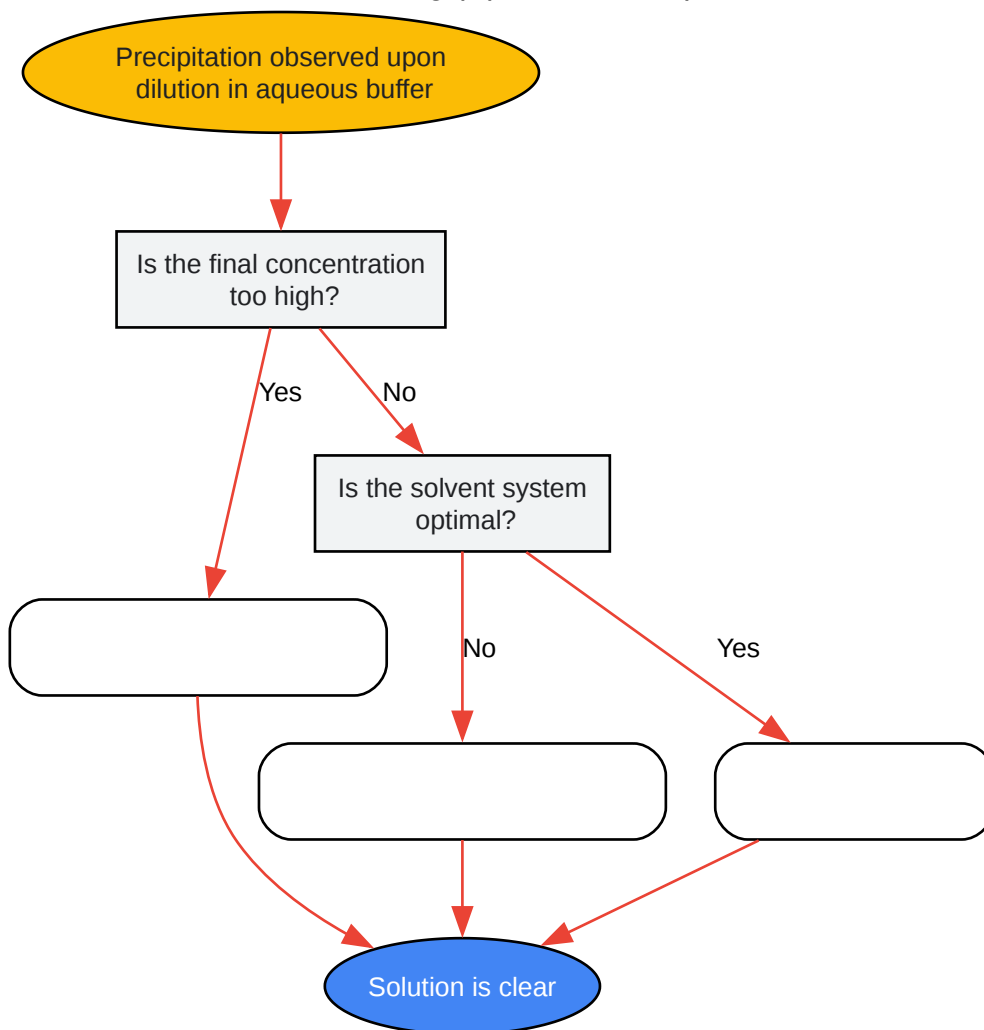 Precipitation observed upon
dilution in aqueous buffer
Is the final concentration
too high?
Yes
No
Is the solvent system
optimal?
No
Yes
Solution is clear